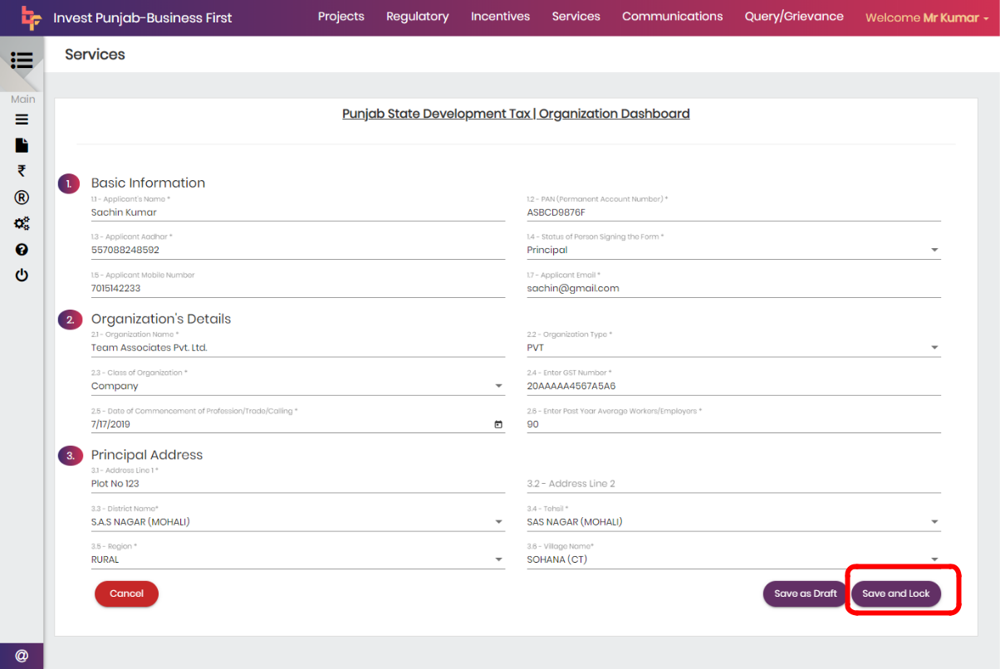 Invest Punjab-Business First
Projects Regulatory Incentives Services Communications Query/Grievance Welcome Mr Kumar
Services
Main
Punjab State Development Tax | Organization Dashboard
1. Basic Information
1.1 - Applicant's Name * 1.2 - PAN (Permanent Account Number) *
Sachin Kumar ASBCD9876F
1.3 - Applicant Aadhar * 1.4 - Status of Person Signing the Form *
557088248592 Principal
1.5 - Applicant Mobile Number 1.7 - Applicant Email *
7015142233 sachin@gmail.com
2. Organization's Details
2.1 - Organization Name * 2.2 - Organization Type *
Team Associates Pvt. Ltd. PVT
2.3 - Class of Organization * 2.4 - Enter GST Number *
Company 20AAAAA4567A5A6
2.5 - Date of Commencement of Profession/Trade/Calling * 2.6 - Enter Past Year Average Workers/Employers *
7/17/2019 90
3. Principal Address
3.1 - Address Line 1 *
Plot No 123 3.2 - Address Line 2
3.3 - District Name* 3.4 - Tehsil *
S.A.S NAGAR (MOHALI) SAS NAGAR (MOHALI)
3.5 - Region * 3.6 - Village Name*
RURAL SOHANA (CT)
Cancel Save as Draft Save and Lock
@